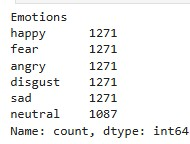 Emotions
happy 1271
fear 1271
angry 1271
disgust 1271
sad 1271
neutral 1087
Name: count, dtype: int64